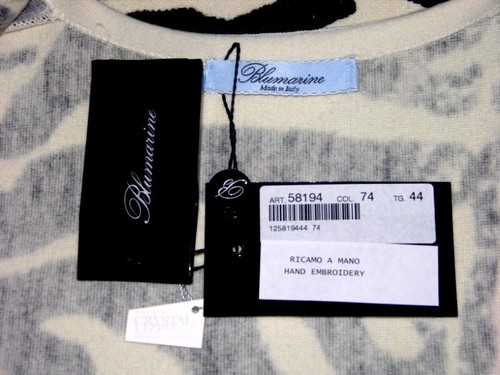 Blumarine
Made in Italy
Blumarine
ART. 58194 COL. 74 TG. 44
125819444 74
RICAMO A MANO
HAND EMBROIDERY
CRYSTAL